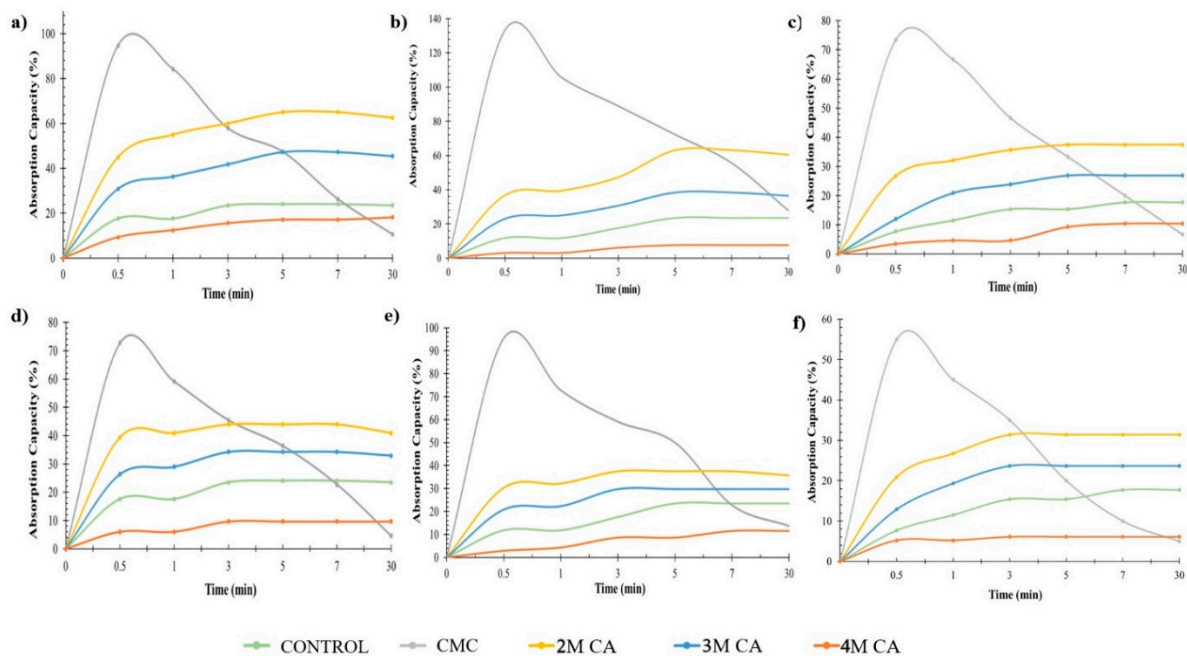 a)
Absorption Capacity (%)
100
80
60
40
20
0
0 0.5 1 3 5 7 30
Time (min)
b)
Absorption Capacity (%)
140
120
100
80
60
40
20
0
0 0.5 1 3 5 7 30
Time (min)
c)
Absorption Capacity (%)
80
70
60
50
40
30
20
10
0
0 0.5 1 3 5 7 30
Time (min)
d)
Absorption Capacity (%)
80
70
60
50
40
30
20
10
0
0 0.5 1 3 5 7 30
Time (min)
e)
Absorption Capacity (%)
100
90
80
70
60
50
40
30
20
10
0
0 0.5 1 3 5 7 30
Time (min)
f)
Absorption Capacity (%)
60
50
40
30
20
10
0
0.5 1 3 5 7 30
Time (min)
CONTROL CMC 2M CA 3M CA 4M CA